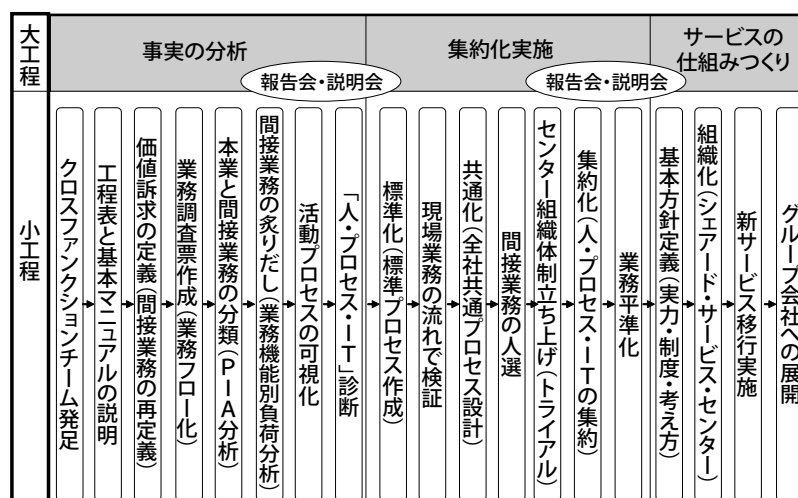 大工程
事実の分析
集約化実施
サービスの
仕組みつくり
報告会・説明会
報告会・説明会
小工程
クロスファンクションチーム発足
工程表と基本マニュアルの説明
価値訴求の定義(間接業務の再定義)
業務調査票作成(業務フロー化)
本業と間接業務の分類(PIA分析)
間接業務の炙りだし(業務機能別負荷分析)
活動プロセスの可視化
「人・プロセス・IT」診断
標準化(標準プロセス作成)
現場業務の流れで検証
共通化(全社共通プロセス設計)
間接業務の人選
センター組織体制立ち上げ(トライアル)
集約化(人・プロセス・ITの集約)
業務平準化
基本方針定義(実力・制度・考え方)
組織化(シェアード・サービス・センター)
新サービス移行実施
グループ会社への展開